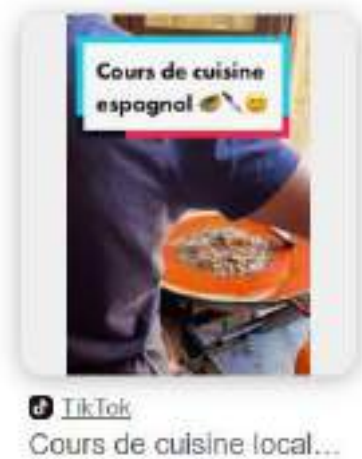 Cours de cuisine
espagnol 🥘🔪😊
TikTok
Cours de cuisine local...